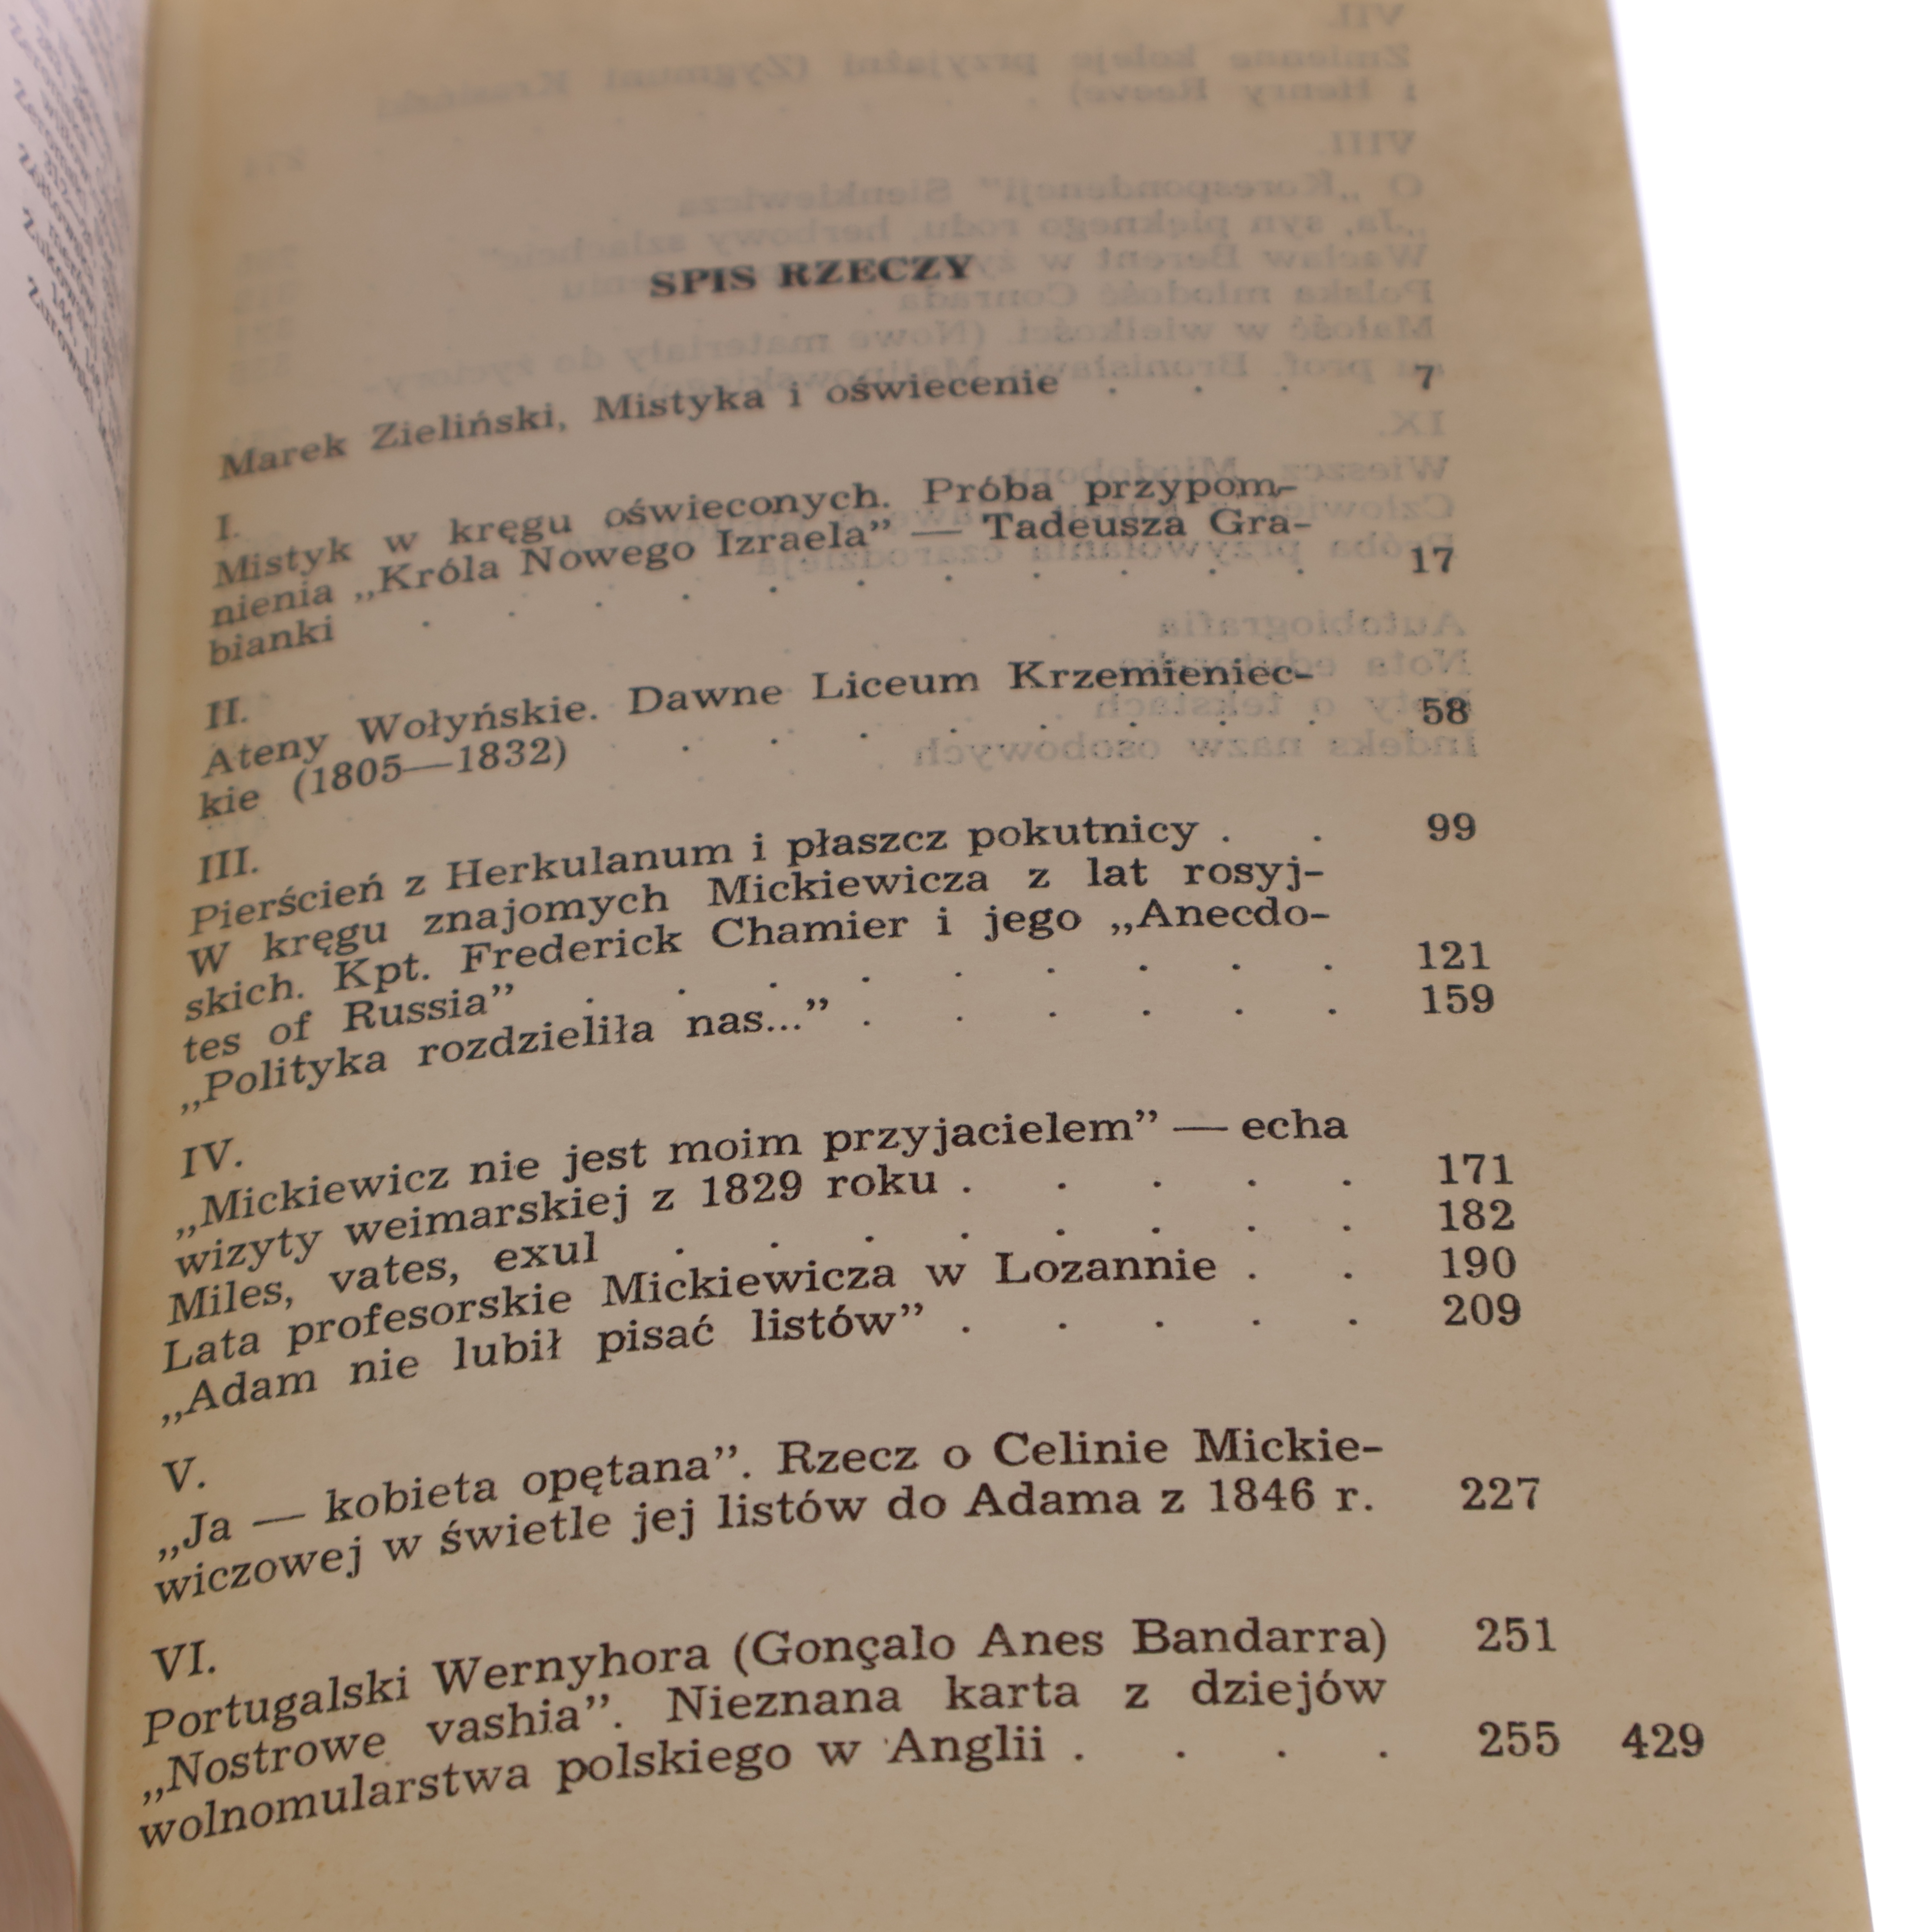 SPIS RZECZY
Marek Zieliński, Mistyka i oświecenie . . . 7
I.
Mistyk w kręgu oświeconych. Próba przypom-
nienia „Króla Nowego Izraela” — Tadeusza Gra-
bianki . . . . . . . . . . . 17
II.
Ateny Wołyńskie. Dawne Liceum Krzemieniec-
kie (1805—1832) . . . . . . . . 58
III.
Pierścień z Herkulanum i płaszcz pokutnicy . . 99
W kręgu znajomych Mickiewicza z lat rosyj-
skich. Kpt. Frederick Chamier i jego „Anecdo-
tes of Russia” . . . . . . . . . 121
„Polityka rozdzieliła nas...” . . . . . . 159
IV.
„Mickiewicz nie jest moim przyjacielem” — echa
wizyty weimarskiej z 1829 roku . . . . . 171
Miles, vates, exul . . . . . . . . 182
Lata profesorskie Mickiewicza w Lozannie . . 190
„Adam nie lubił pisać listów” . . . . . 209
V.
„Ja — kobieta opętana”. Rzecz o Celinie Mickie-
wiczowej w świetle jej listów do Adama z 1846 r. 227
VI.
Portugalski Wernyhora (Gonçalo Anes Bandarra) 251
„Nostrowe vashia”. Nieznana karta z dziejów
wolnomularstwa polskiego w Anglii . . . . 255
429